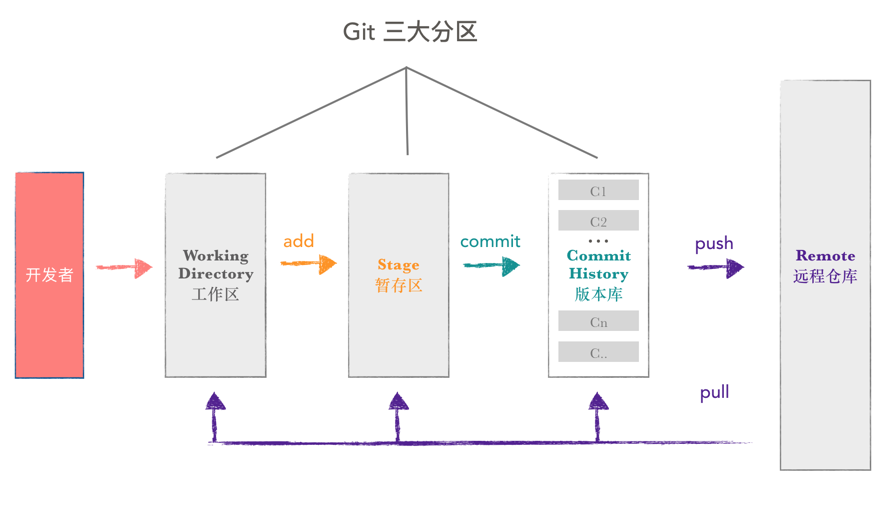 Git 三大分区
开发者
Working
Directory
工作区
add
Stage
暂存区
commit
C1
C2
...
Commit
History
版本库
Cn
C..
push
pull
Remote
远程仓库